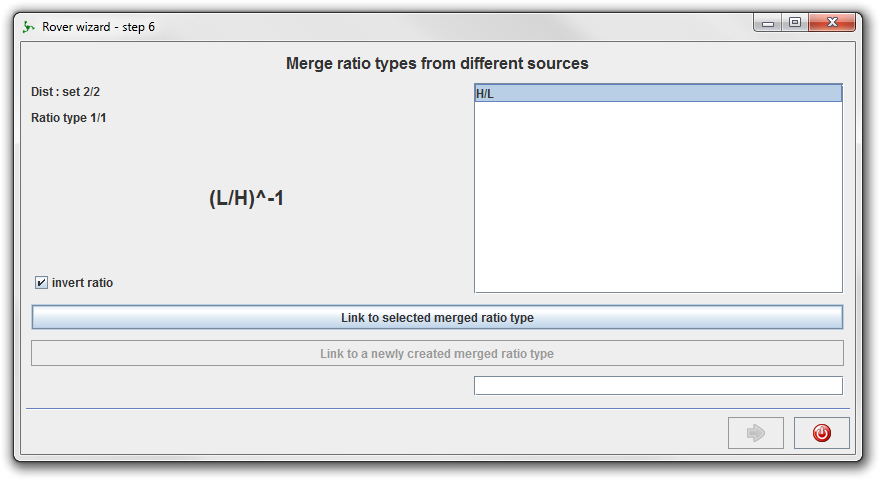 Rover wizard - step 6
Merge ratio types from different sources
Dist : set 2/2
H/L
Ratio type 1/1
(L/H)^-1
invert ratio
Link to selected merged ratio type
Link to a newly created merged ratio type